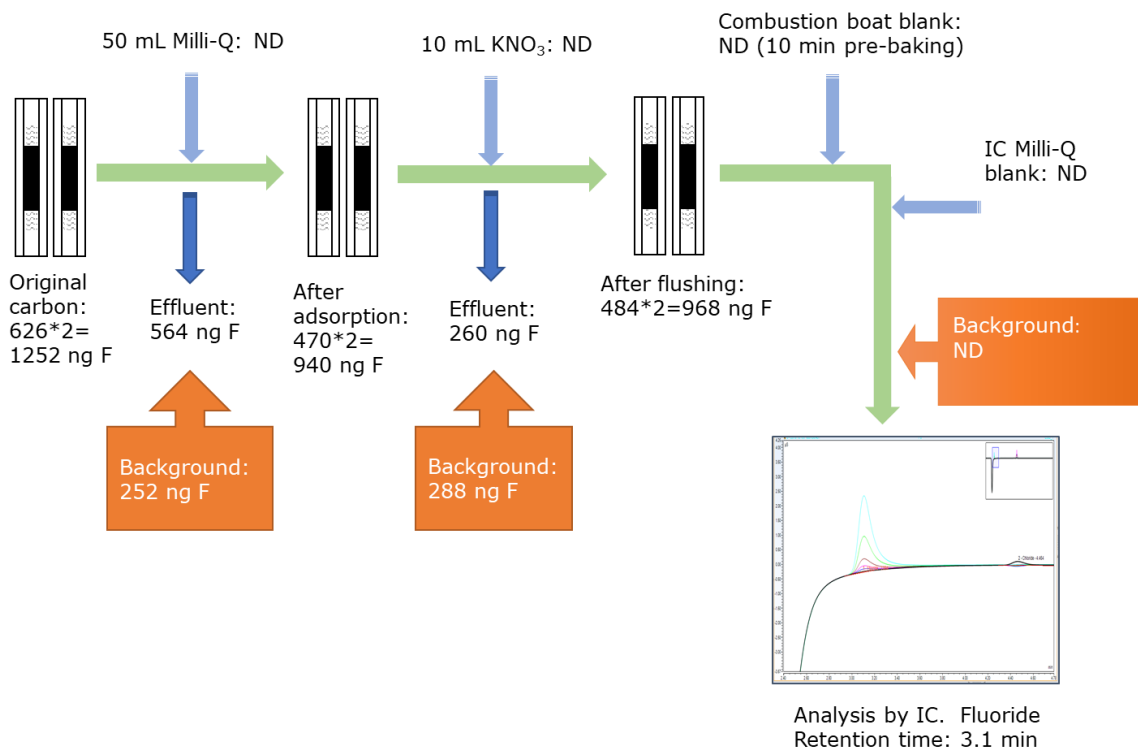 50 mL Milli-Q: ND
10 mL KNO₃: ND
Combustion boat blank:
ND (10 min pre-baking)
IC Milli-Q
blank: ND
Original
carbon:
626*2=
1252 ng F
Effluent:
564 ng F
After
adsorption:
470*2=
940 ng F
Effluent:
260 ng F
After flushing:
484*2=968 ng F
Background:
ND
Background:
252 ng F
Background:
288 ng F
Analysis by IC.  Fluoride
Retention time: 3.1 min